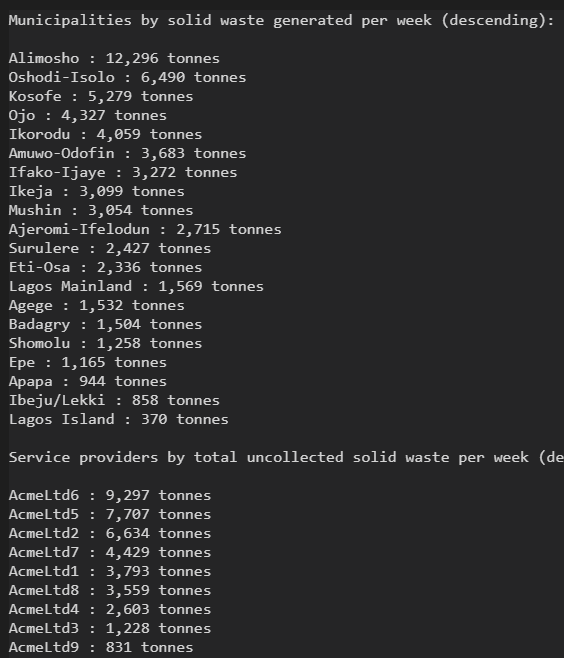 Municipalities by solid waste generated per week (descending):
Alimosho : 12,296 tonnes
Oshodi-Isolo : 6,490 tonnes
Kosofe : 5,279 tonnes
Ojo : 4,327 tonnes
Ikorodu : 4,059 tonnes
Amuwo-Odofin : 3,683 tonnes
Ifako-Ijaye : 3,272 tonnes
Ikeja : 3,099 tonnes
Mushin : 3,054 tonnes
Ajeromi-Ifelodun : 2,715 tonnes
Surulere : 2,427 tonnes
Eti-Osa : 2,336 tonnes
Lagos Mainland : 1,569 tonnes
Agege : 1,532 tonnes
Badagry : 1,504 tonnes
Shomolu : 1,258 tonnes
Epe : 1,165 tonnes
Apapa : 944 tonnes
Ibeju/Lekki : 858 tonnes
Lagos Island : 370 tonnes
Service providers by total uncollected solid waste per week (de
AcmeLtd6 : 9,297 tonnes
AcmeLtd5 : 7,707 tonnes
AcmeLtd2 : 6,634 tonnes
AcmeLtd7 : 4,429 tonnes
AcmeLtd1 : 3,793 tonnes
AcmeLtd8 : 3,559 tonnes
AcmeLtd4 : 2,603 tonnes
AcmeLtd3 : 1,228 tonnes
AcmeLtd9 : 831 tonnes